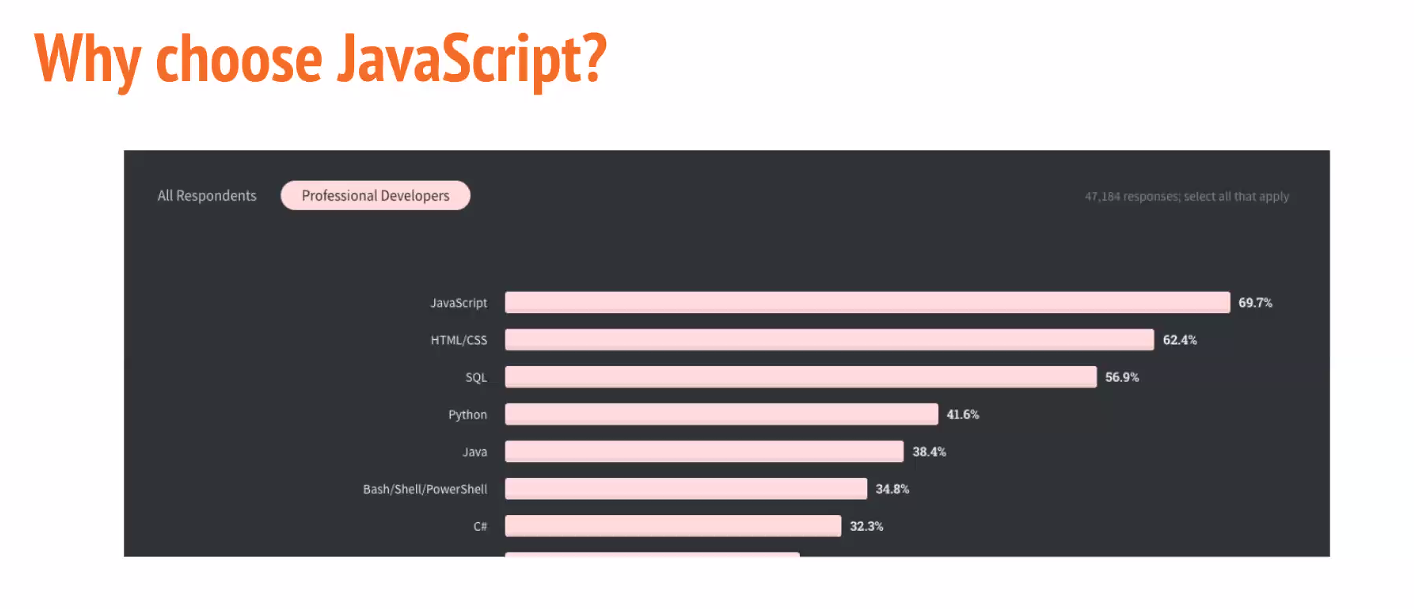 Why choose JavaScript?
All Respondents Professional Developers 47,184 responses; select all that apply
JavaScript 69.7%
HTML/CSS 62.4%
SQL 56.9%
Python 41.6%
Java 38.4%
Bash/Shell/PowerShell 34.8%
C# 32.3%